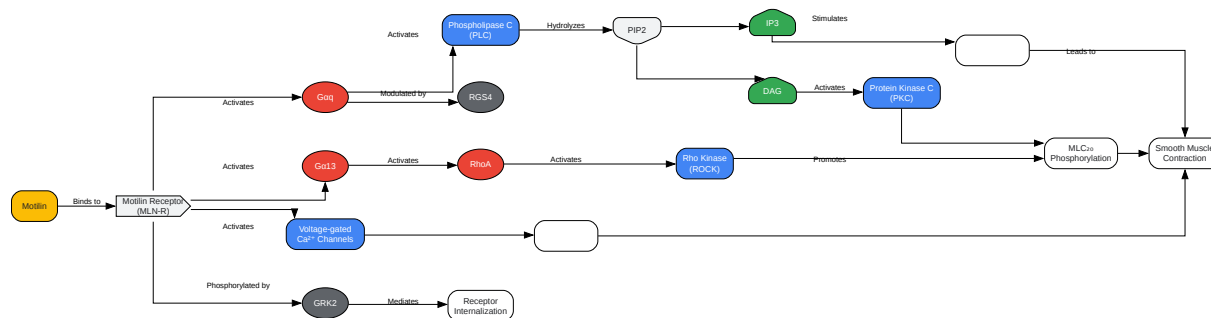 Phospholipase C
(PLC)
Activates
Hydrolyzes
PIP2
IP3
Stimulates
Leads to
Gαq
Modulated by
RGS4
Activates
DAG
Activates
Protein Kinase C
(PKC)
Activates
Gα13
Activates
RhoA
Activates
Rho Kinase
(ROCK)
Promotes
MLC₂₀
Phosphorylation
Smooth Muscle
Contraction
Motilin
Binds to
Motilin Receptor
(MLN-R)
Activates
Voltage-gated
Ca²⁺ Channels
Phosphorylated by
GRK2
Mediates
Receptor
Internalization